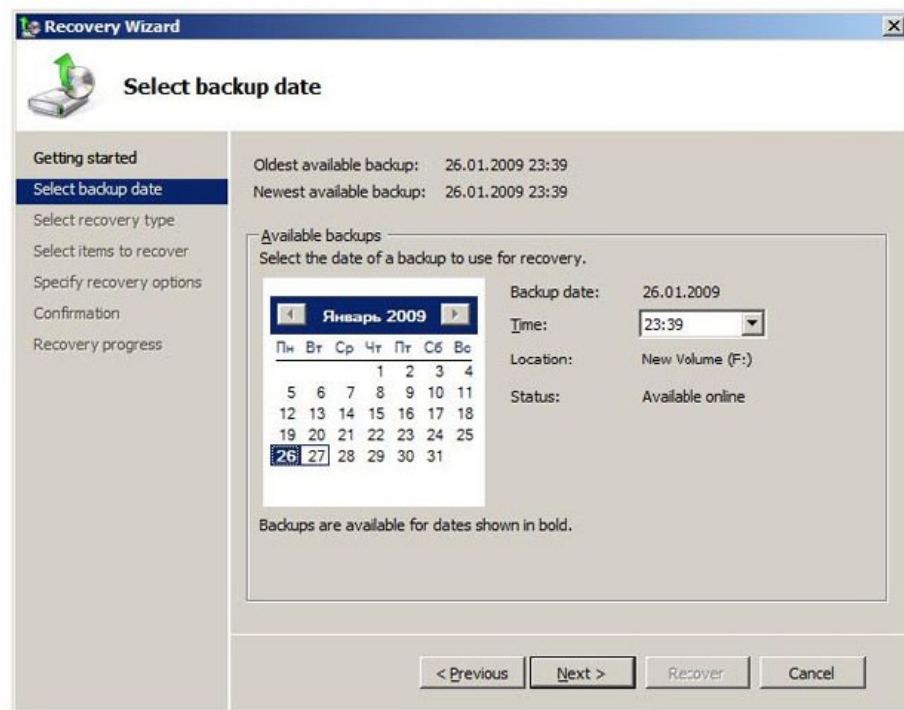 Recovery Wizard
Select backup date
Getting started
Select backup date
Select recovery type
Select items to recover
Specify recovery options
Confirmation
Recovery progress
Oldest available backup: 26.01.2009 23:39
Newest available backup: 26.01.2009 23:39
Available backups
Select the date of a backup to use for recovery.
Январь 2009
Пн Вт Ср Чт Пт Сб Вс
1 2 3 4
5 6 7 8 9 10 11
12 13 14 15 16 17 18
19 20 21 22 23 24 25
26 27 28 29 30 31
Backup date: 26.01.2009
Time: 23:39
Location: New Volume (F:)
Status: Available online
Backups are available for dates shown in bold.
< Previous Next > Recover Cancel